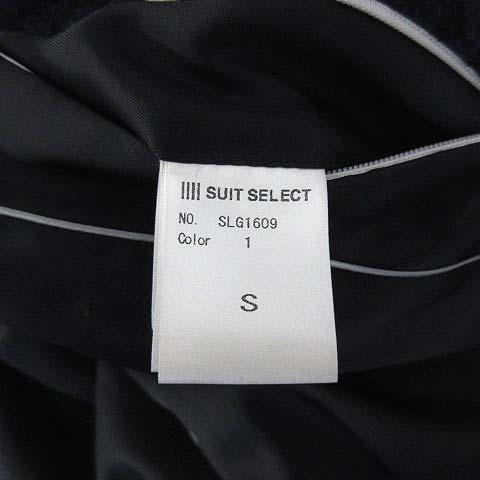 SUIT SELECT
NO. SLG1609
Color 1
S